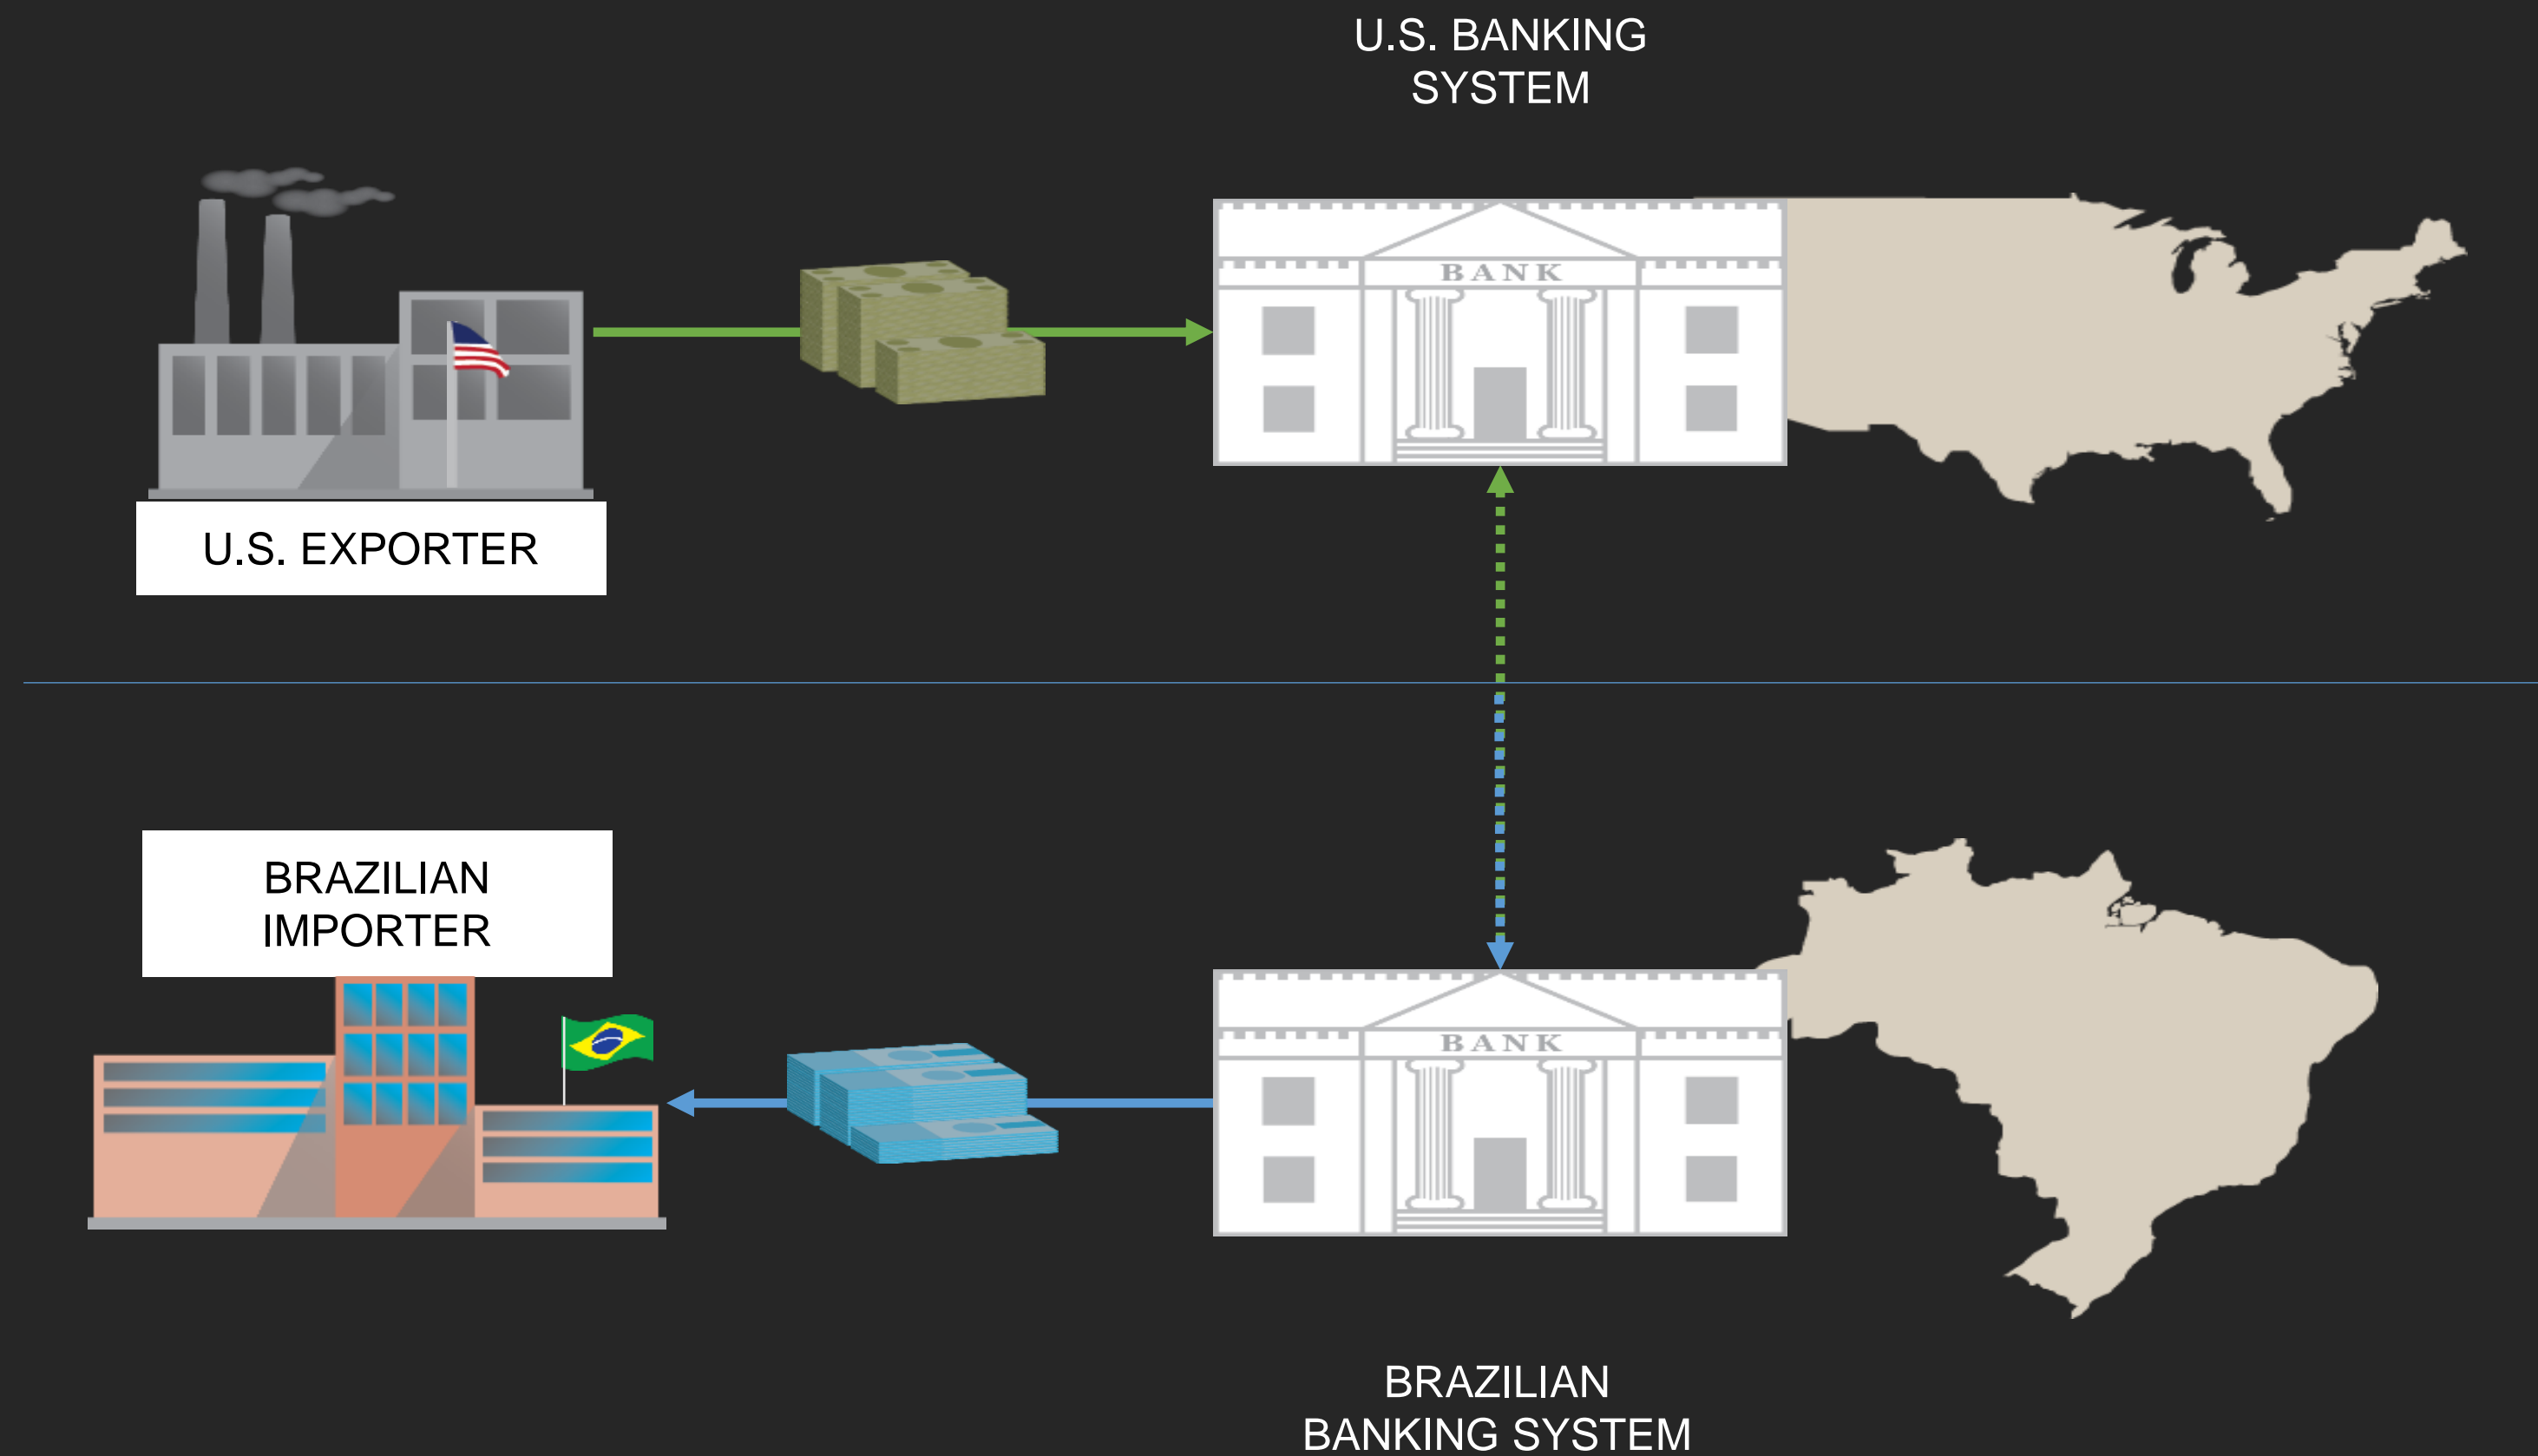 U.S. BANKING
SYSTEM
BANK
U.S. EXPORTER
BRAZILIAN
IMPORTER
BANK
BRAZILIAN
BANKING SYSTEM